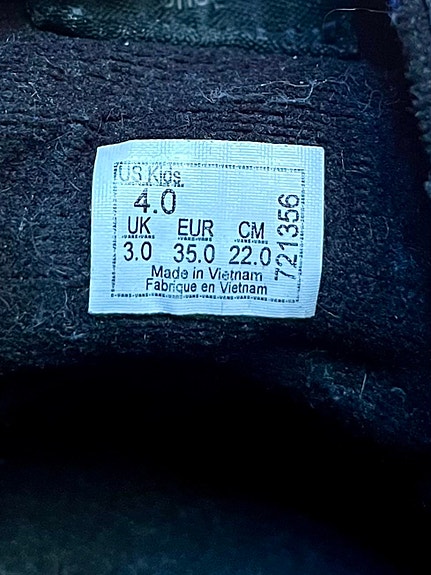 US Kids
4.0
UK EUR CM
3.0 35.0 22.0
Made in Vietnam
Fabrique en Vietnam
721356